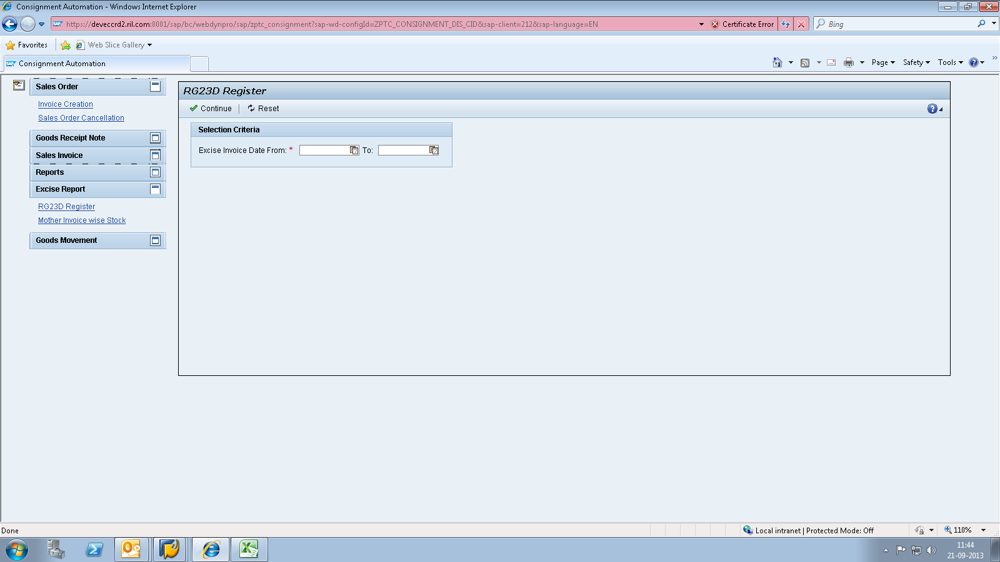 Consignment Automation - Windows Internet Explorer
https://deveccrd2.ril.com:8001/sap/bc/webdynpro/sap/zptc_consignment?sap-wd-configId=ZPTC_CONSIGNMENT_DIS_CID&sap-client=212&sap-language=EN
Certificate Error
Bing
Favorites
Web Slice Gallery
SAP Consignment Automation
Page
Safety
Tools
Sales Order
Invoice Creation
Sales Order Cancellation
Goods Receipt Note
Sales Invoice
Reports
Excise Report
RG23D Register
Mother Invoice wise Stock
Goods Movement
RG23D Register
Continue
Reset
Selection Criteria
Excise Invoice Date From: *
To:
Done
Local intranet | Protected Mode: Off
110%
11:44
21-09-2013